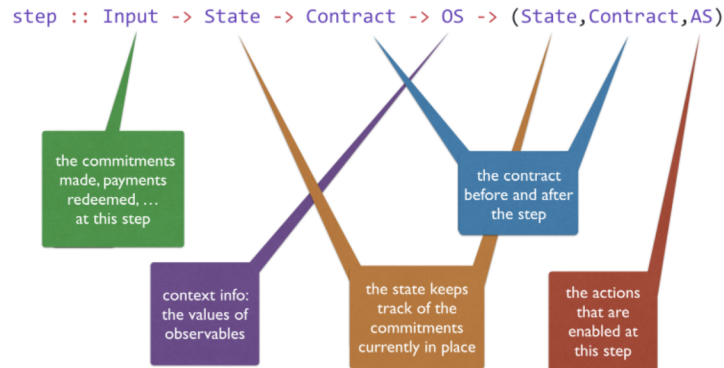 step :: Input -> State -> Contract -> OS -> (State,Contract,AS)
the commitments
made, payments
redeemed, ...
at this step
the contract
before and after
the step
context info:
the values of
observables
the state keeps
track of the
commitments
currently in place
the actions
that are
enabled at
this step